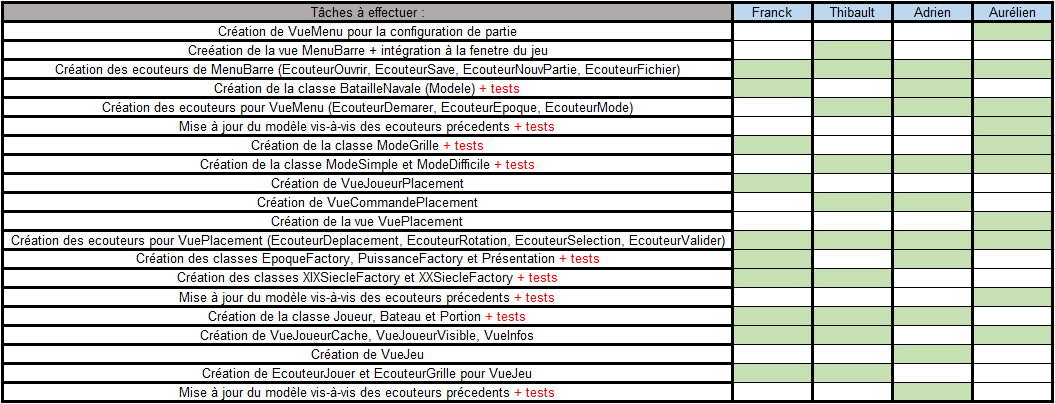 Tâches à effectuer : Franck Thibault Adrien Aurélien
Création de VueMenu pour la configuration de partie
Creéation de la vue MenuBarre + intégration à la fenetre du jeu
Création des ecouteurs de MenuBarre (EcouteurOuvrir, EcouteurSave, EcouteurNouvPartie, EcouteurFichier)
Création de la classe BatailleNavale (Modele) + tests
Création des ecouteurs pour VueMenu (EcouteurDemarer, EcouteurEpoque, EcouteurMode)
Mise à jour du modèle vis-à-vis des ecouteurs précedents + tests
Création de la classe ModeGrille + tests
Création de la classe ModeSimple et ModeDifficile + tests
Création de VueJoueurPlacement
Création de VueCommandePlacement
Création de la vue VuePlacement
Création des ecouteurs pour VuePlacement (EcouteurDeplacement, EcouteurRotation, EcouteurSelection, EcouteurValider)
Création des classes EpoqueFactory, PuissanceFactory et Présentation + tests
Création des classes XIXSiecleFactory et XXSiecleFactory + tests
Mise à jour du modèle vis-à-vis des ecouteurs précedents + tests
Création de la classe Joueur, Bateau et Portion + tests
Création de VueJoueurCache, VueJoueurVisible, VueInfos
Création de VueJeu
Création de EcouteurJouer et EcouteurGrille pour VueJeu
Mise à jour du modèle vis-à-vis des ecouteurs précedents + tests